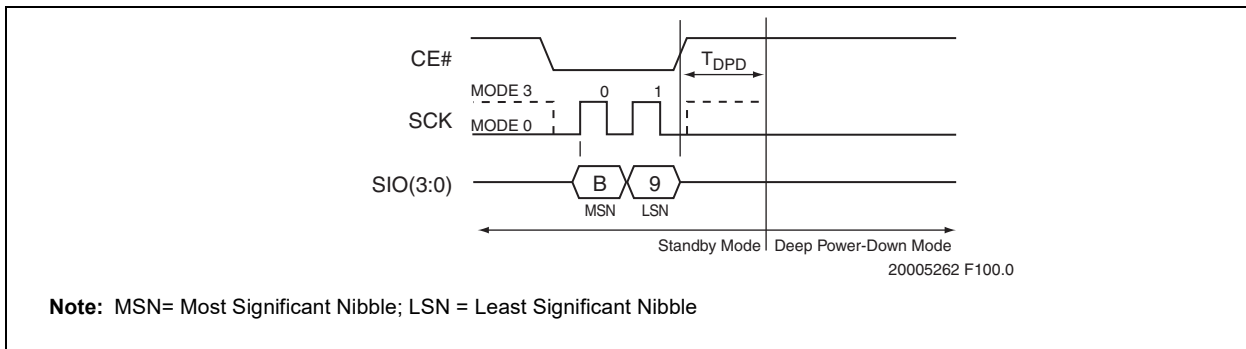 CE#
TDPD
MODE 3
0 1
SCK
MODE 0
SIO(3:0)
B 9
MSN LSN
Standby Mode Deep Power-Down Mode
20005262 F100.0
Note: MSN= Most Significant Nibble; LSN = Least Significant Nibble